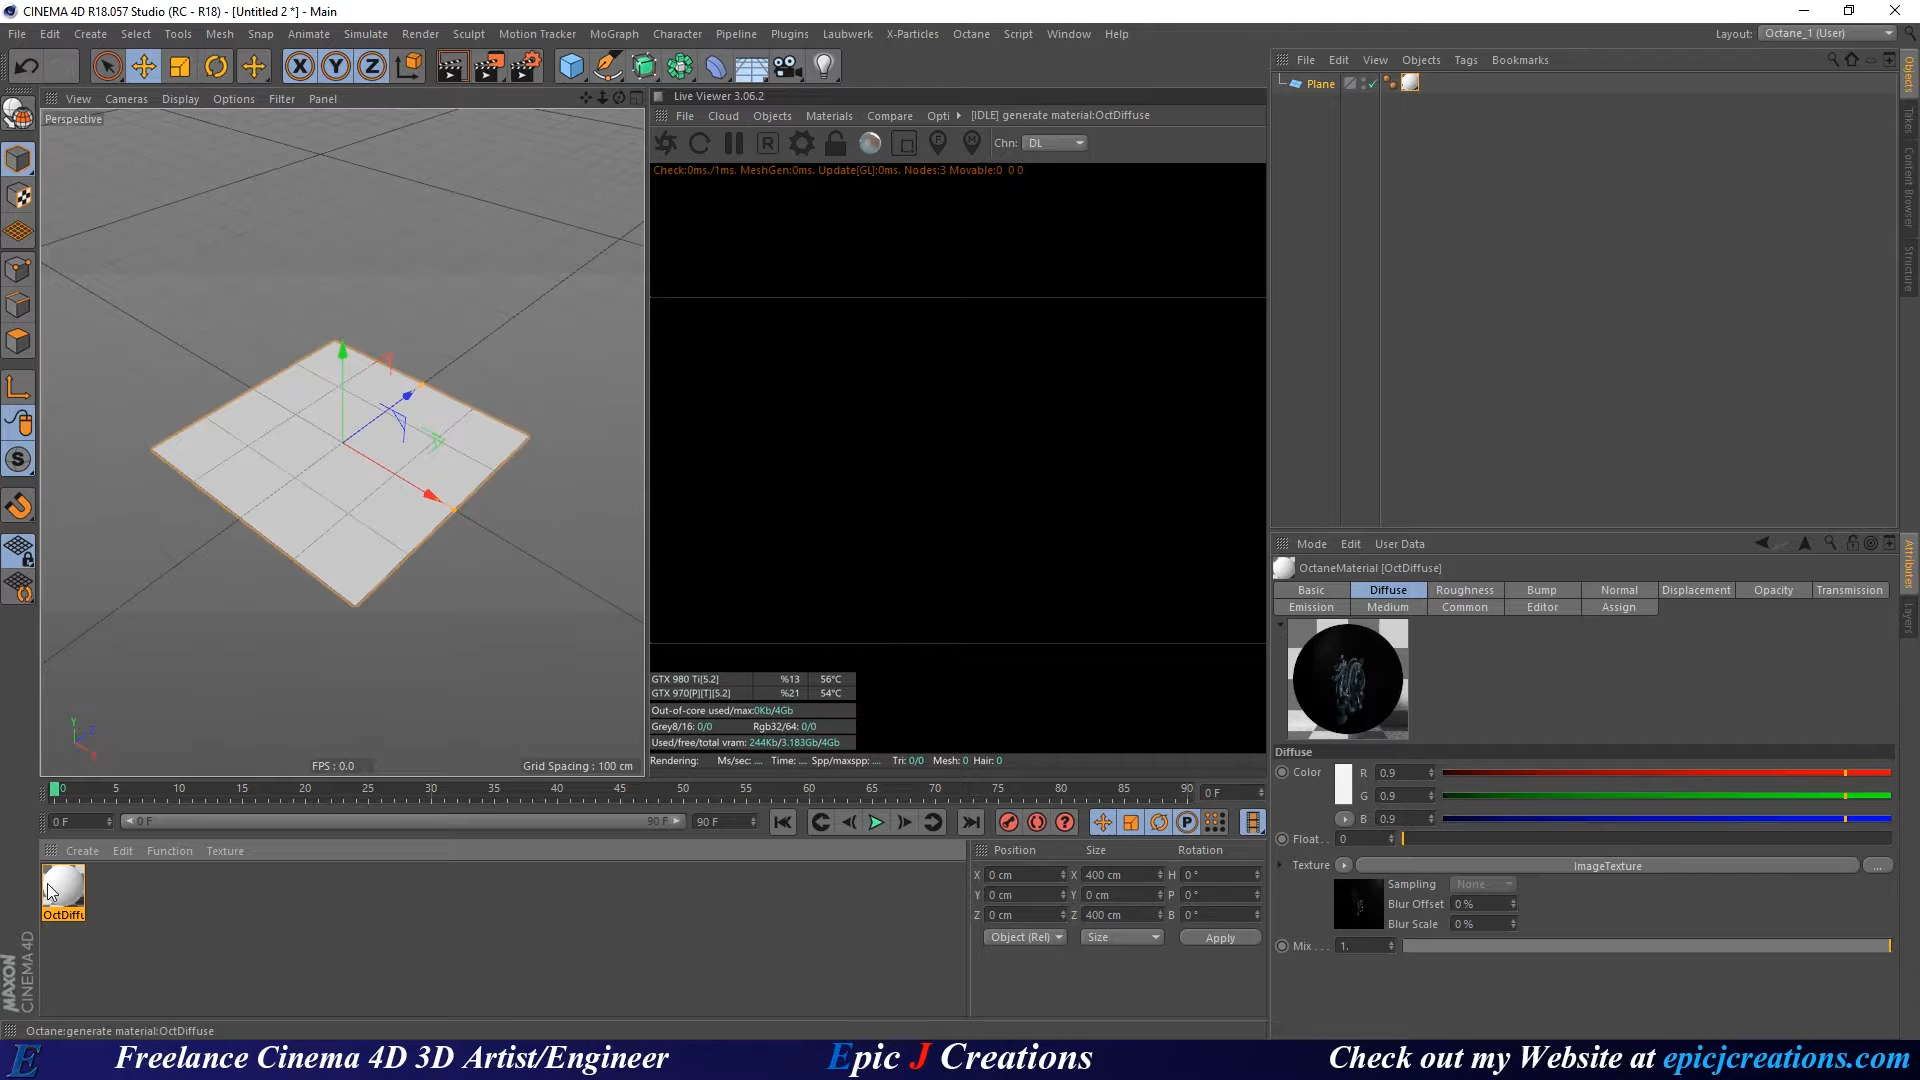 CINEMA 4D R18.057 Studio (RC - R18) - [Untitled 2 *] - Main
File Edit Create Select Tools Mesh Snap Animate Simulate Render Sculpt Motion Tracker MoGraph Character Pipeline Plugins Laubwerk X-Particles Octane Script Window Help
Layout: Octane_1 (User)
View Cameras Display Options Filter Panel
Perspective
Live Viewer 3.06.2
File Cloud Objects Materials Compare Opti [IDLE] generate material:OctDiffuse
Chn: DL
Check:0ms./1ms. MeshGen:0ms. Update[GL]:0ms. Nodes:3 Movable:0 0 0
File Edit View Objects Tags Bookmarks
Plane
Objects
Takes
Content Browser
Structure
FPS : 0.0
Grid Spacing : 100 cm
GTX 980 Ti[5.2] %13 56°C
GTX 970[P][T][5.2] %21 54°C
Out-of-core used/max:0Kb/4Gb
Grey8/16: 0/0 Rgb32/64: 0/0
Used/free/total vram: 244Kb/3.183Gb/4Gb
Rendering: Ms/sec: .... Time: .... Spp/maxspp: .... Tri: 0/0 Mesh: 0 Hair: 0
0 5 10 15 20 25 30 35 40 45 50 55 60 65 70 75 80 85 90 0 F
0 F 0 F 90 F 90 F
Create Edit Function Texture
OctDiffu
Position Size Rotation
X 0 cm X 400 cm H 0 °
Y 0 cm Y 0 cm P 0 °
Z 0 cm Z 400 cm B 0 °
Object (Rel) Size Apply
Mode Edit User Data
OctaneMaterial [OctDiffuse]
Basic Diffuse Roughness Bump Normal Displacement Opacity Transmission
Emission Medium Common Editor Assign
Attributes
Layers
Diffuse
Color R 0.9
G 0.9
B 0.9
Float. . 0
Texture ImageTexture ...
Sampling None
Blur Offset 0 %
Blur Scale 0 %
Mix . . . 1.
MAXON
CINEMA 4D
Octane:generate material:OctDiffuse
E Freelance Cinema 4D 3D Artist/Engineer Epic J Creations Check out my Website at epicjcreations.com